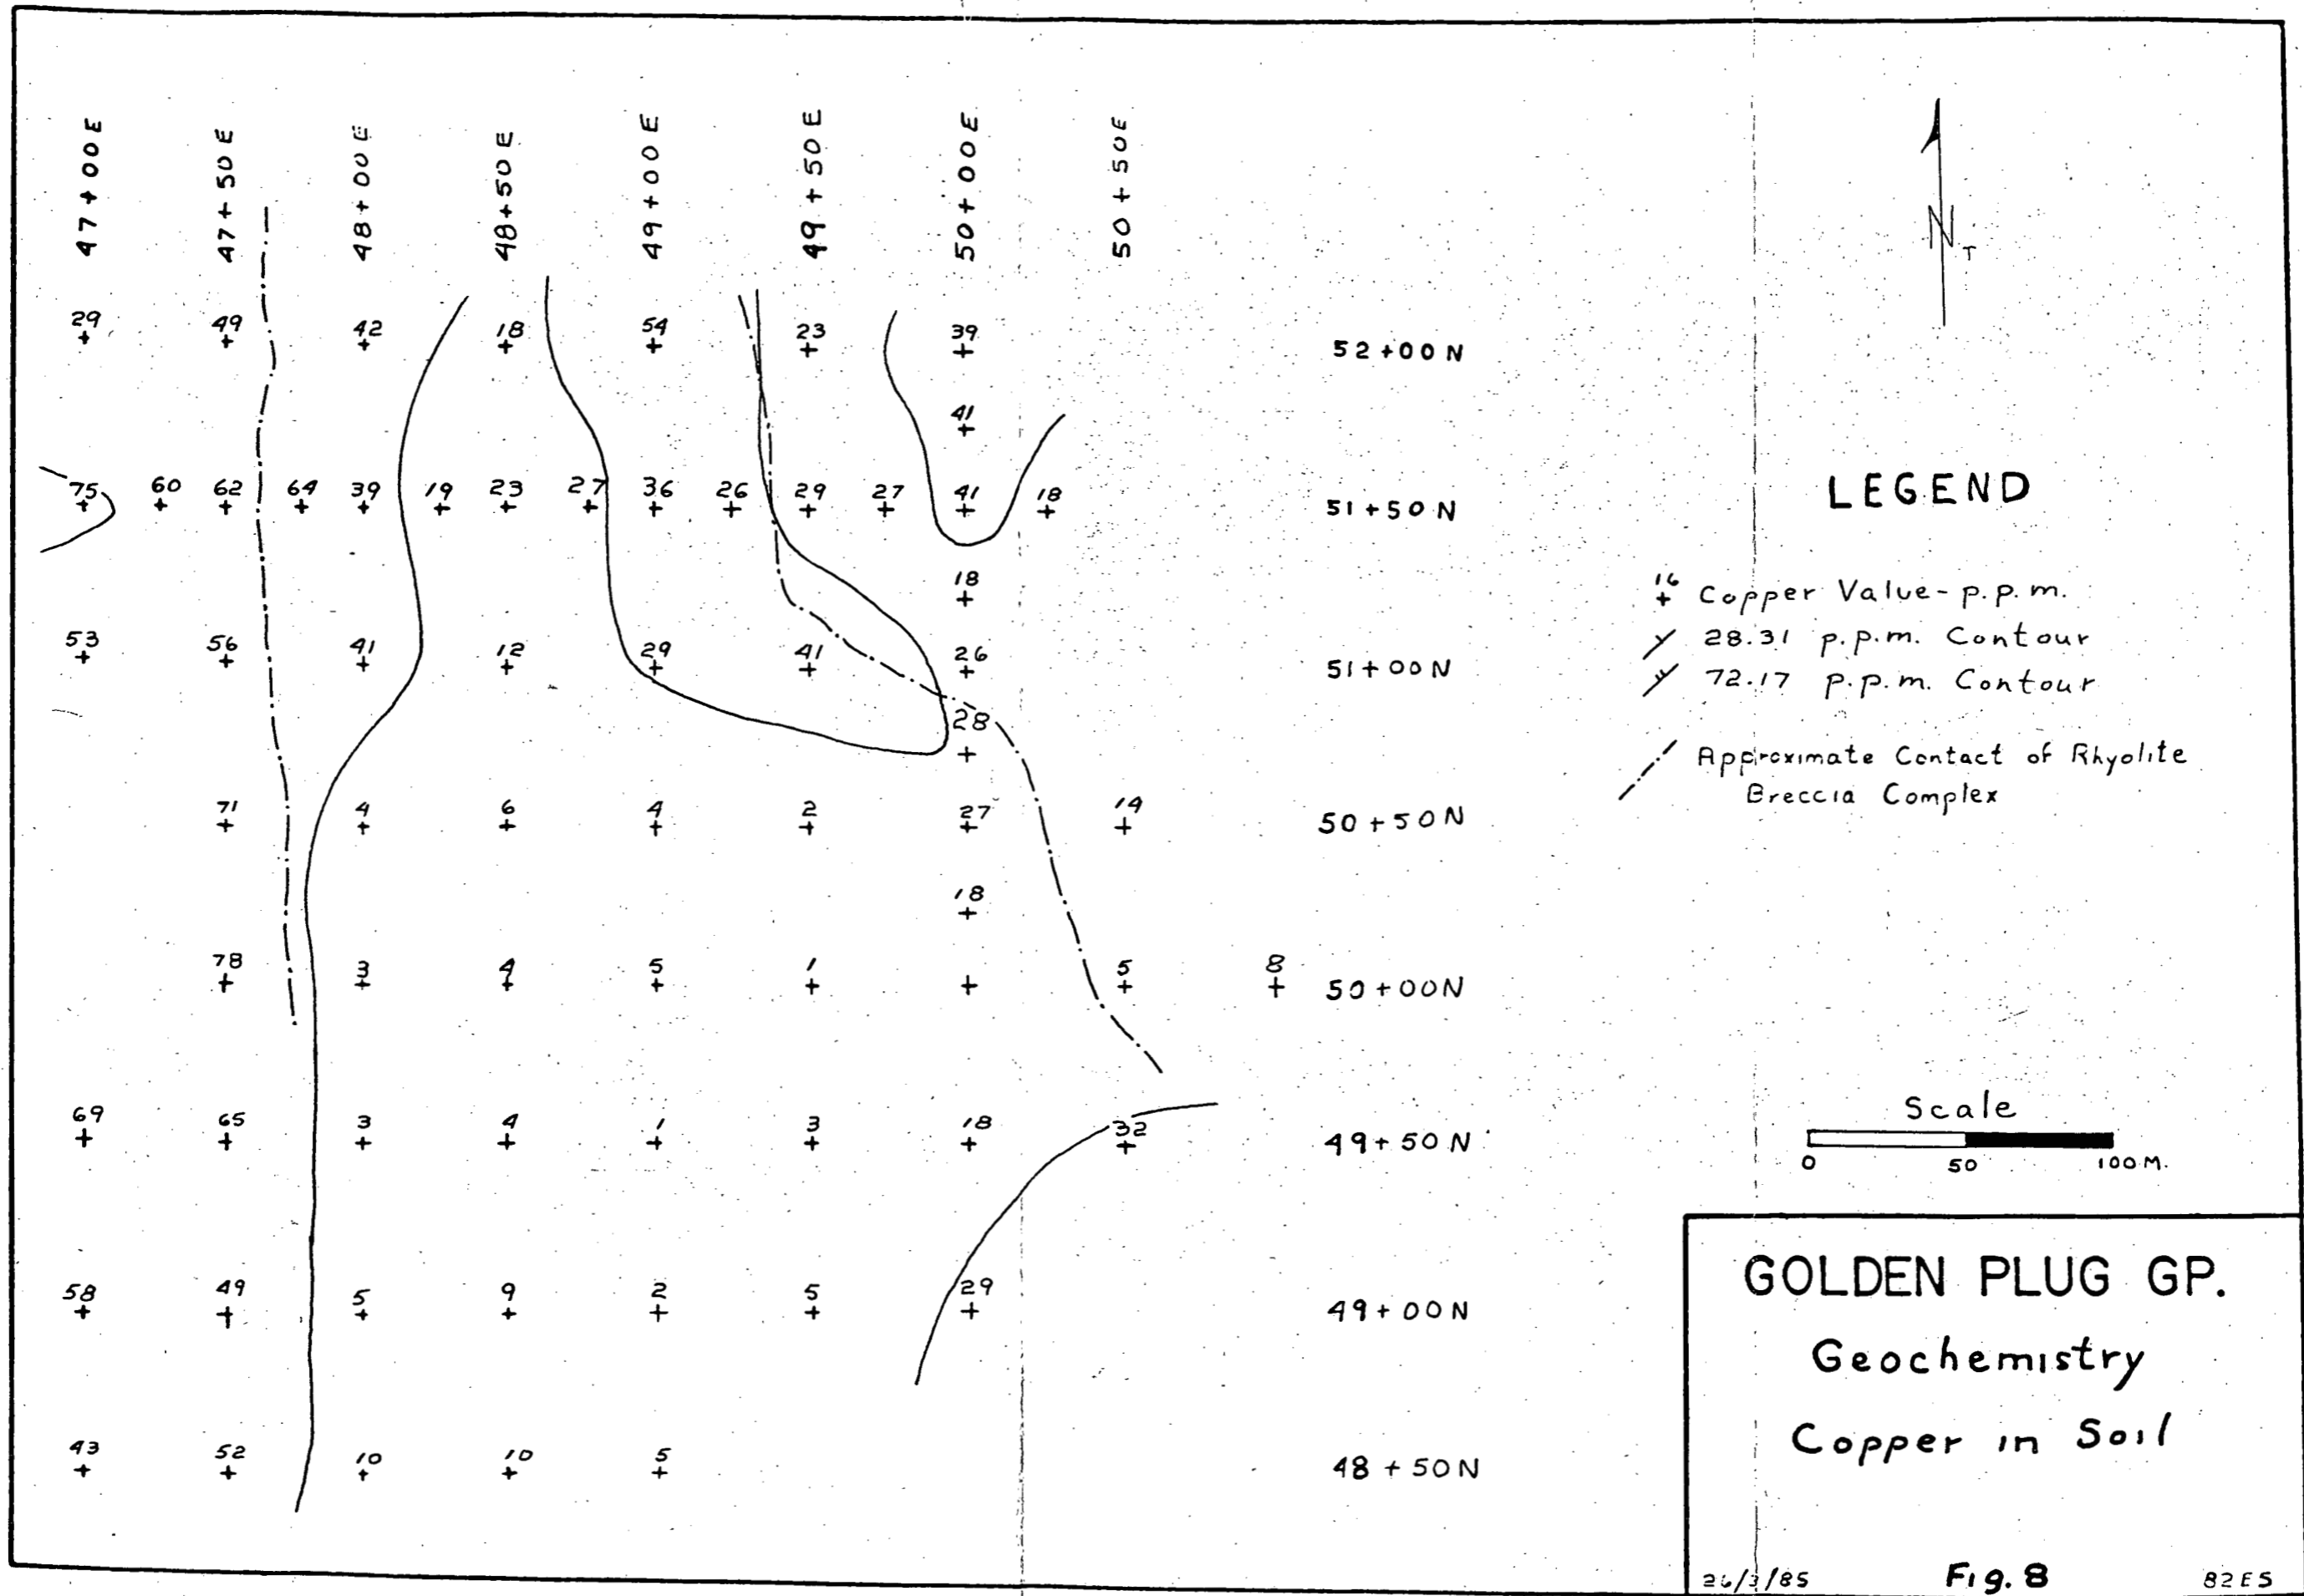 47+00E 47+50E 48+00E 48+50E 49+00E 49+50E 50+00E 50+50E
29 49 42 18 54 23 39 52+00N
41
75 60 62 64 39 19 23 27 36 26 29 27 41 18 51+50N
18
53 56 41 12 29 41 26 51+00N
28
71 4 6 4 2 27 14 50+50N
18
78 3 4 5 1 5 8 50+00N
69 65 3 4 1 3 18 32 49+50N
58 49 5 9 2 5 29 49+00N
43 52 10 10 5 48+50N
N T
LEGEND
16 Copper Value - p.p.m.
28.31 p.p.m. Contour
72.17 p.p.m. Contour
Approximate Contact of Rhyolite
Breccia Complex
Scale
0 50 100 M.
GOLDEN PLUG GP.
Geochemistry
Copper in Soil
Fig. 8 82E5